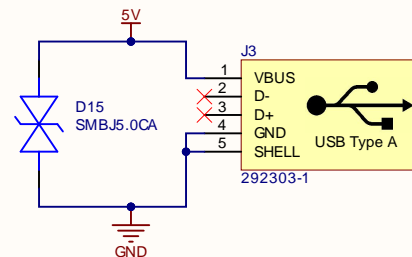 5V
J3
1 VBUS
2 D-
3 D+
4 GND
5 SHELL
USB Type A
292303-1
D15
SMBJ5.0CA
GND